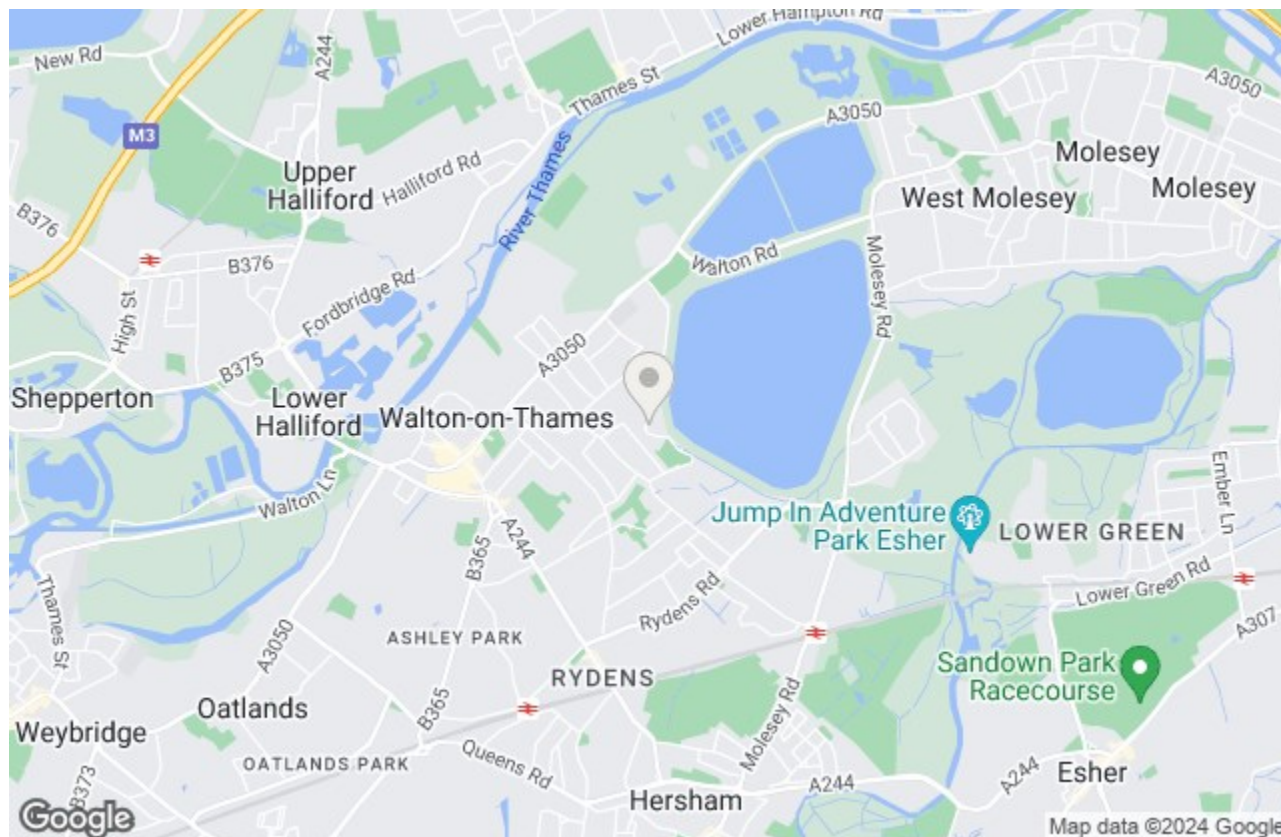 Lower Hampton Rd
New Rd
A244
Thames St
A3050
A3050
M3
Upper
Halliford
Halliford Rd
River Thames
Molesey
Molesey
West Molesey
B376
B376
Walton Rd
Molesey Rd
High St
Fordbridge Rd
B375
A3050
Shepperton
Lower
Halliford
Walton-on-Thames
Walton Ln
Ember Ln
Jump In Adventure
Park Esher
LOWER GREEN
A244
B365
Thames St
Rydens Rd
Lower Green Rd
A307
A3050
ASHLEY PARK
RYDENS
Sandown Park
Racecourse
Oatlands
B365
Molesey Rd
Weybridge
B373
OATLANDS PARK
Queens Rd
Hersham
A244
A244
Esher
Google
Map data ©2024 Google